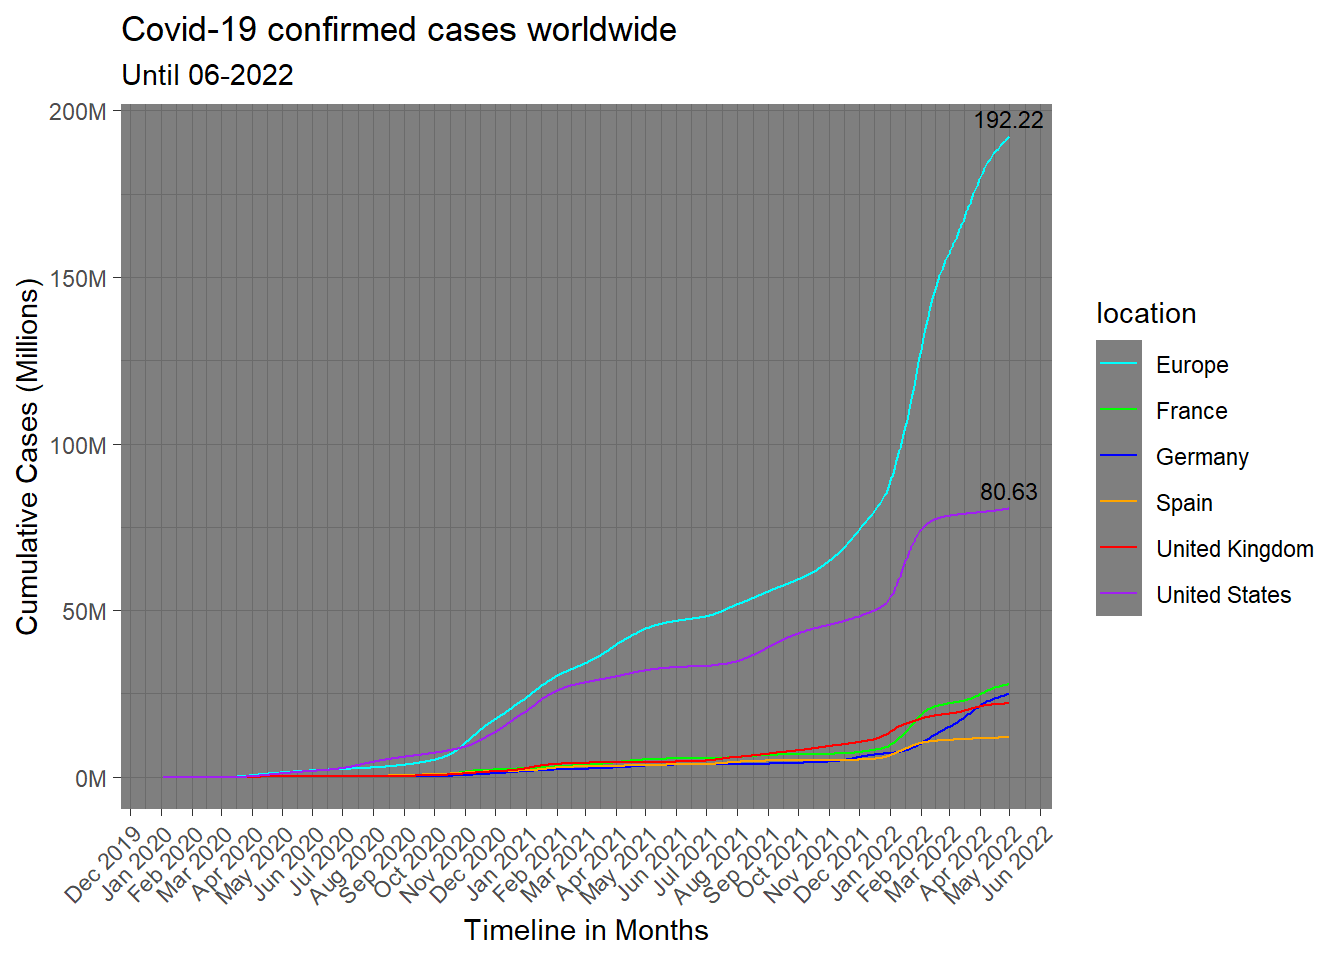 Covid-19 confirmed cases worldwide
Until 06-2022
Cumulative Cases (Millions)
200M
150M
100M
50M
0M
192.22
80.63
Dec 2019
Jan 2020
Feb 2020
Mar 2020
Apr 2020
May 2020
Jun 2020
Jul 2020
Aug 2020
Sep 2020
Oct 2020
Nov 2020
Dec 2020
Jan 2021
Feb 2021
Mar 2021
Apr 2021
May 2021
Jun 2021
Jul 2021
Aug 2021
Sep 2021
Oct 2021
Nov 2021
Dec 2021
Jan 2022
Feb 2022
Mar 2022
Apr 2022
May 2022
Jun 2022
Timeline in Months
location
Europe
France
Germany
Spain
United Kingdom
United States